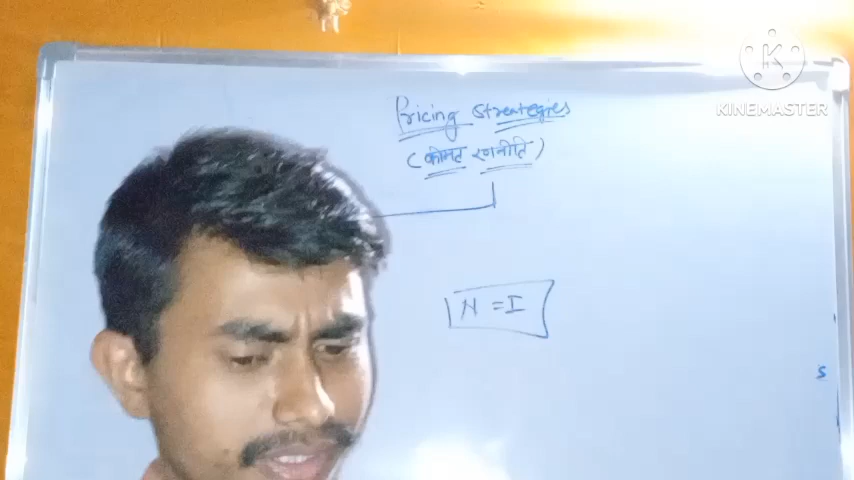 KINEMASTER
Pricing strategies
(कीमत रणनीति)
N = I
S